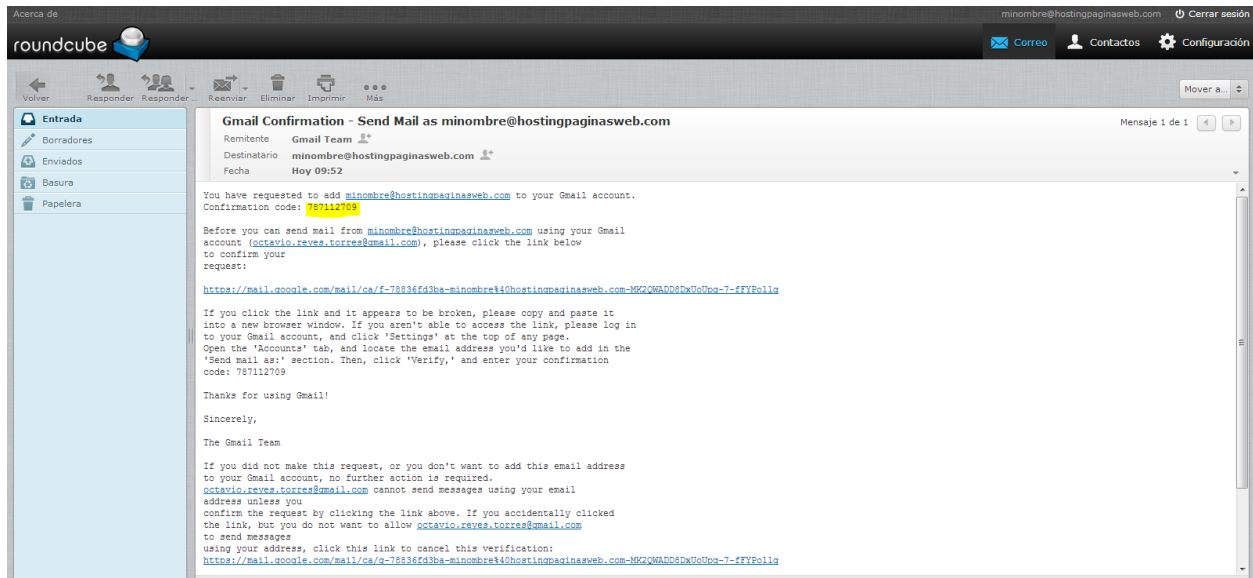 Acerca de
minombre@hostingpaginasweb.com Cerrar sesión
roundcube
Correo Contactos Configuración
Volver Responder Responder ... Reenviar Eliminar Imprimir Más
Mover a...
Entrada
Borradores
Enviados
Basura
Papelera
Gmail Confirmation - Send Mail as minombre@hostingpaginasweb.com
Mensaje 1 de 1
Remitente Gmail Team
Destinatario minombre@hostingpaginasweb.com
Fecha Hoy 09:52
You have requested to add minombre@hostingpaginasweb.com to your Gmail account.
Confirmation code: 787112709
Before you can send mail from minombre@hostingpaginasweb.com using your Gmail
account (octavio.reyes.torres@gmail.com), please click the link below
to confirm your
request:
https://mail.google.com/mail/ca/f-78836fd3ba-minombre%40hostingpaginasweb.com-MK2QWADD8DxUoUpg-7-fFYPollg
If you click the link and it appears to be broken, please copy and paste it
into a new browser window. If you aren't able to access the link, please log in
to your Gmail account, and click 'Settings' at the top of any page.
Open the 'Accounts' tab, and locate the email address you'd like to add in the
'Send mail as:' section. Then, click 'Verify,' and enter your confirmation
code: 787112709
Thanks for using Gmail!
Sincerely,
The Gmail Team
If you did not make this request, or you don't want to add this email address
to your Gmail account, no further action is required.
octavio.reyes.torres@gmail.com cannot send messages using your email
address unless you
confirm the request by clicking the link above. If you accidentally clicked
the link, but you do not want to allow octavio.reyes.torres@gmail.com
to send messages
using your address, click this link to cancel this verification:
https://mail.google.com/mail/ca/g-78836fd3ba-minombre%40hostingpaginasweb.com-MK2QWADD8DxUoUpg-7-fFYPollg